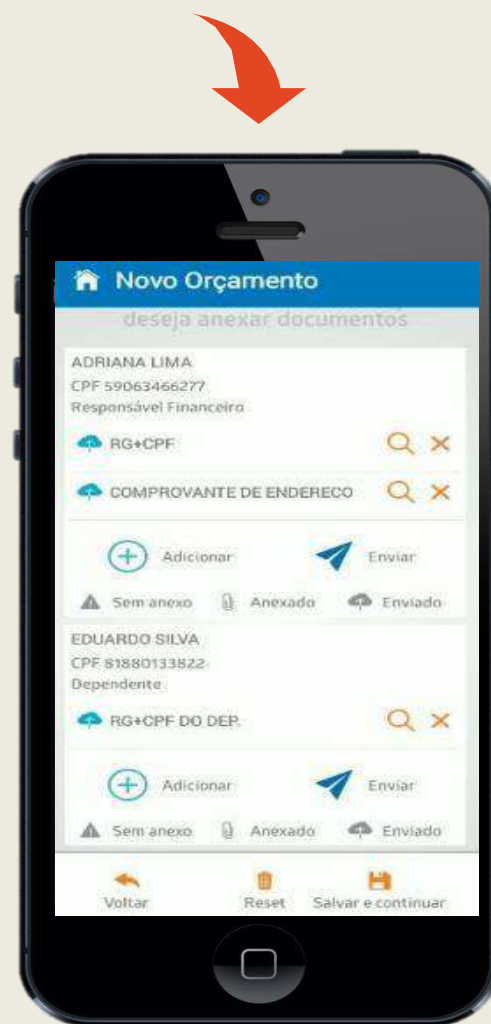 Novo Orçamento
deseja anexar documentos
ADRIANA LIMA
CPF 59063466277
Responsável Financeiro
RG+CPF
COMPROVANTE DE ENDERECO
Adicionar Enviar
Sem anexo Anexado Enviado
EDUARDO SILVA
CPF 81880133822
Dependente
RG+CPF DO DEP.
Adicionar Enviar
Sem anexo Anexado Enviado
Voltar Reset Salvar e continuar